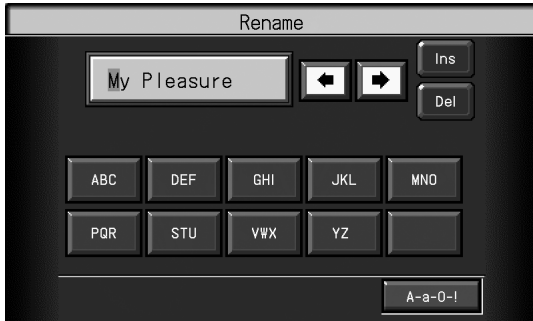 Rename
My Pleasure
Ins
Del
ABC DEF GHI JKL MNO
PQR STU VWX YZ
A-a-0-!